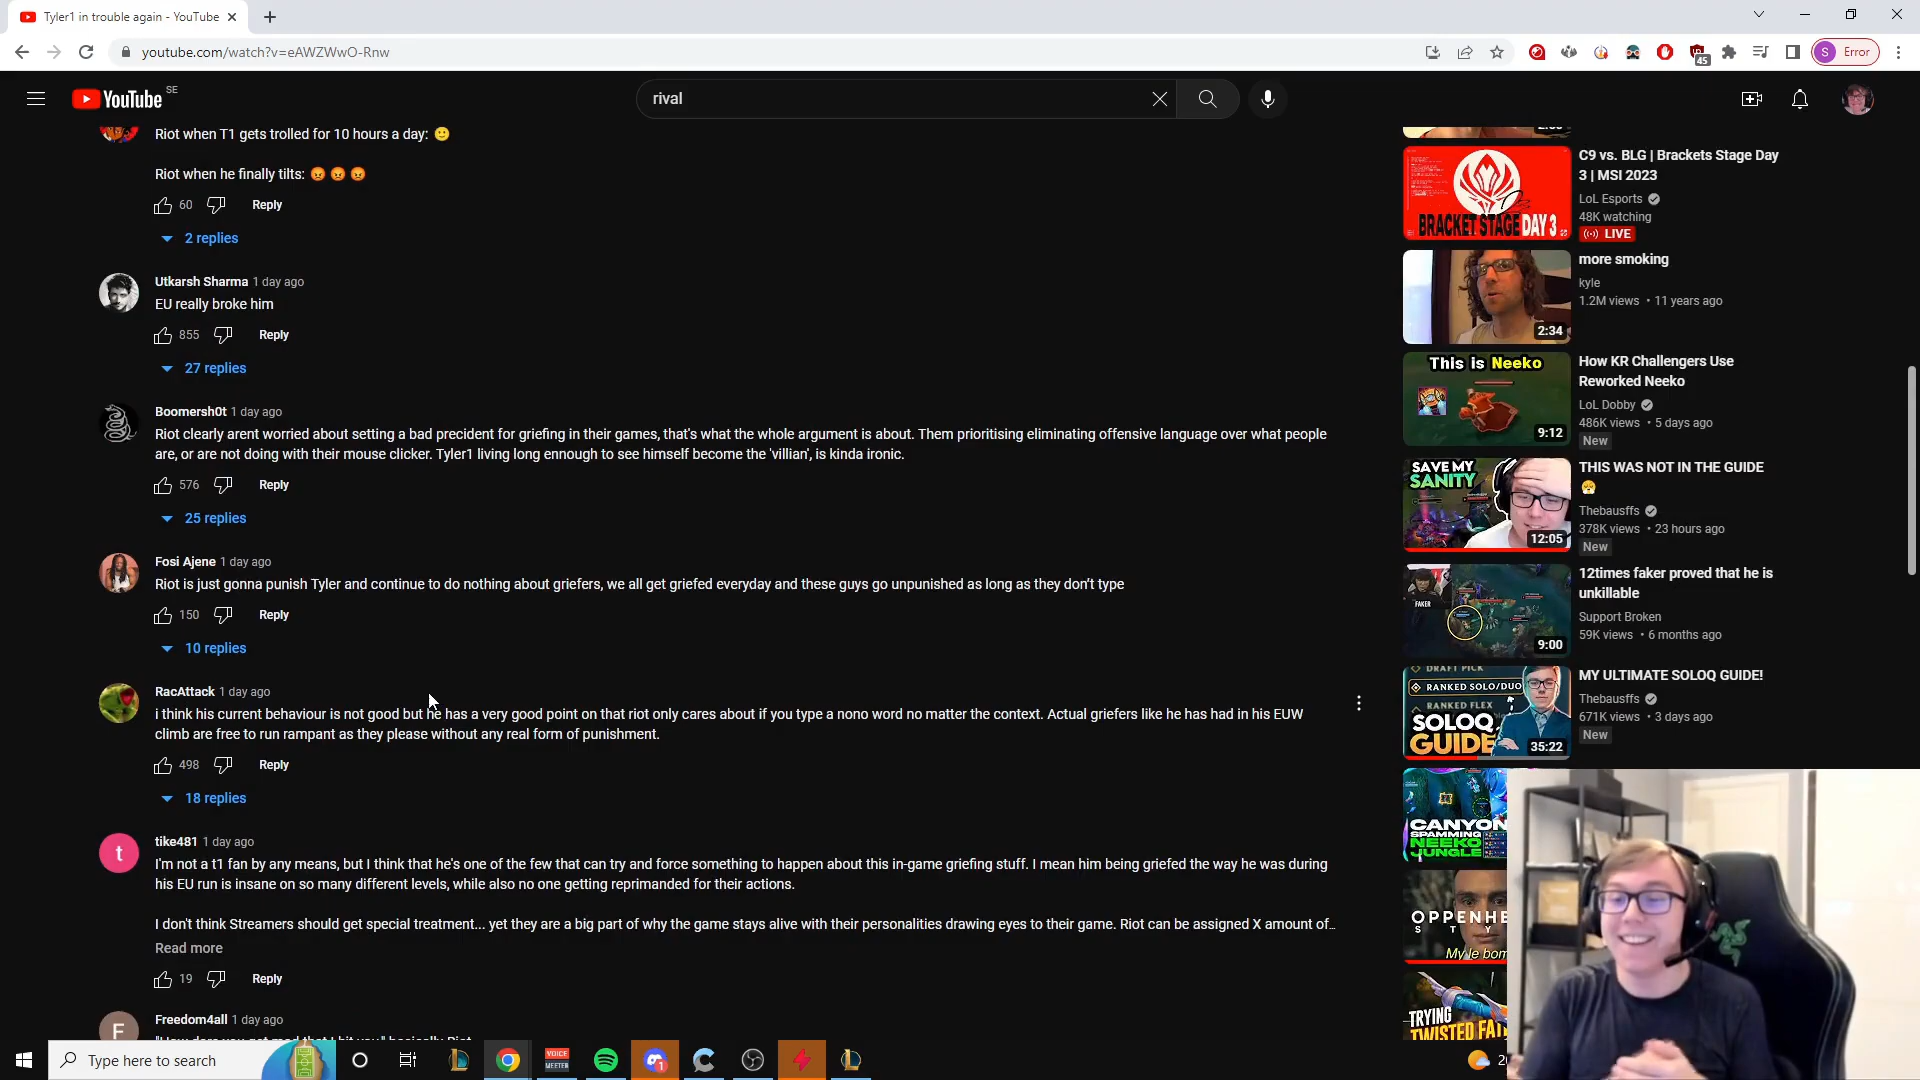 Tyler1 in trouble again - YouTube
youtube.com/watch?v=eAWZWwO-Rnw
45
S Error
YouTube SE
rival
Riot when T1 gets trolled for 10 hours a day: 🙂
Riot when he finally tilts: 😡 😡 😡
60 Reply
2 replies
Utkarsh Sharma 1 day ago
EU really broke him
855 Reply
27 replies
Boomersh0t 1 day ago
Riot clearly arent worried about setting a bad precident for griefing in their games, that's what the whole argument is about. Them prioritising eliminating offensive language over what people
are, or are not doing with their mouse clicker. Tyler1 living long ennough to see himself become the 'villian', is kinda ironic.
576 Reply
25 replies
Fosi Ajene 1 day ago
Riot is just gonna punish Tyler and continue to do nothing about griefers, we all get griefed everyday and these guys go unpunished as long as they don't type
150 Reply
10 replies
RacAttack 1 day ago
i think his current behaviour is not good but he has a very good point on that riot only cares about if you type a nono word no matter the context. Actual griefers like he has had in his EUW
climb are free to run rampant as they please without any real form of punishment.
498 Reply
18 replies
t
tike481 1 day ago
I'm not a t1 fan by any means, but I think that he's one of the few that can try and force something to happen about this in-game griefing stuff. I mean him being griefed the way he was during
his EU run is insane on so many different levels, while also no one getting reprimanded for their actions.
I don't think Streamers should get special treatment... yet they are a big part of why the game stays alive with their personalities drawing eyes to their game. Riot can be assigned X amount of...
Read more
19 Reply
F
Freedom4all 1 day ago
BRACKET STAGE DAY 3
C9 vs. BLG | Brackets Stage Day
3 | MSI 2023
LoL Esports
48K watching
LIVE
2:34
more smoking
kyle
1.2M views • 11 years ago
This is Neeko
9:12
How KR Challengers Use
Reworked Neeko
LoL Dobby
486K views • 5 days ago
New
SAVE MY
SANITY
12:05
THIS WAS NOT IN THE GUIDE
😤
Thebausffs
378K views • 23 hours ago
New
FAKER
9:00
12times faker proved that he is
unkillable
Support Broken
59K views • 6 months ago
DRAFT PICK
RANKED SOLO/DUO
RANKED FLEX
SOLOQ
GUIDE
35:22
MY ULTIMATE SOLOQ GUIDE!
Thebausffs
671K views • 3 days ago
New
CANYON
SPAMMING
NEEKO
JUNGLE
OPPENHE
S T Y
My le bom
TRYING
TWISTED FAT
Type here to search
VOICE
MEETER
1